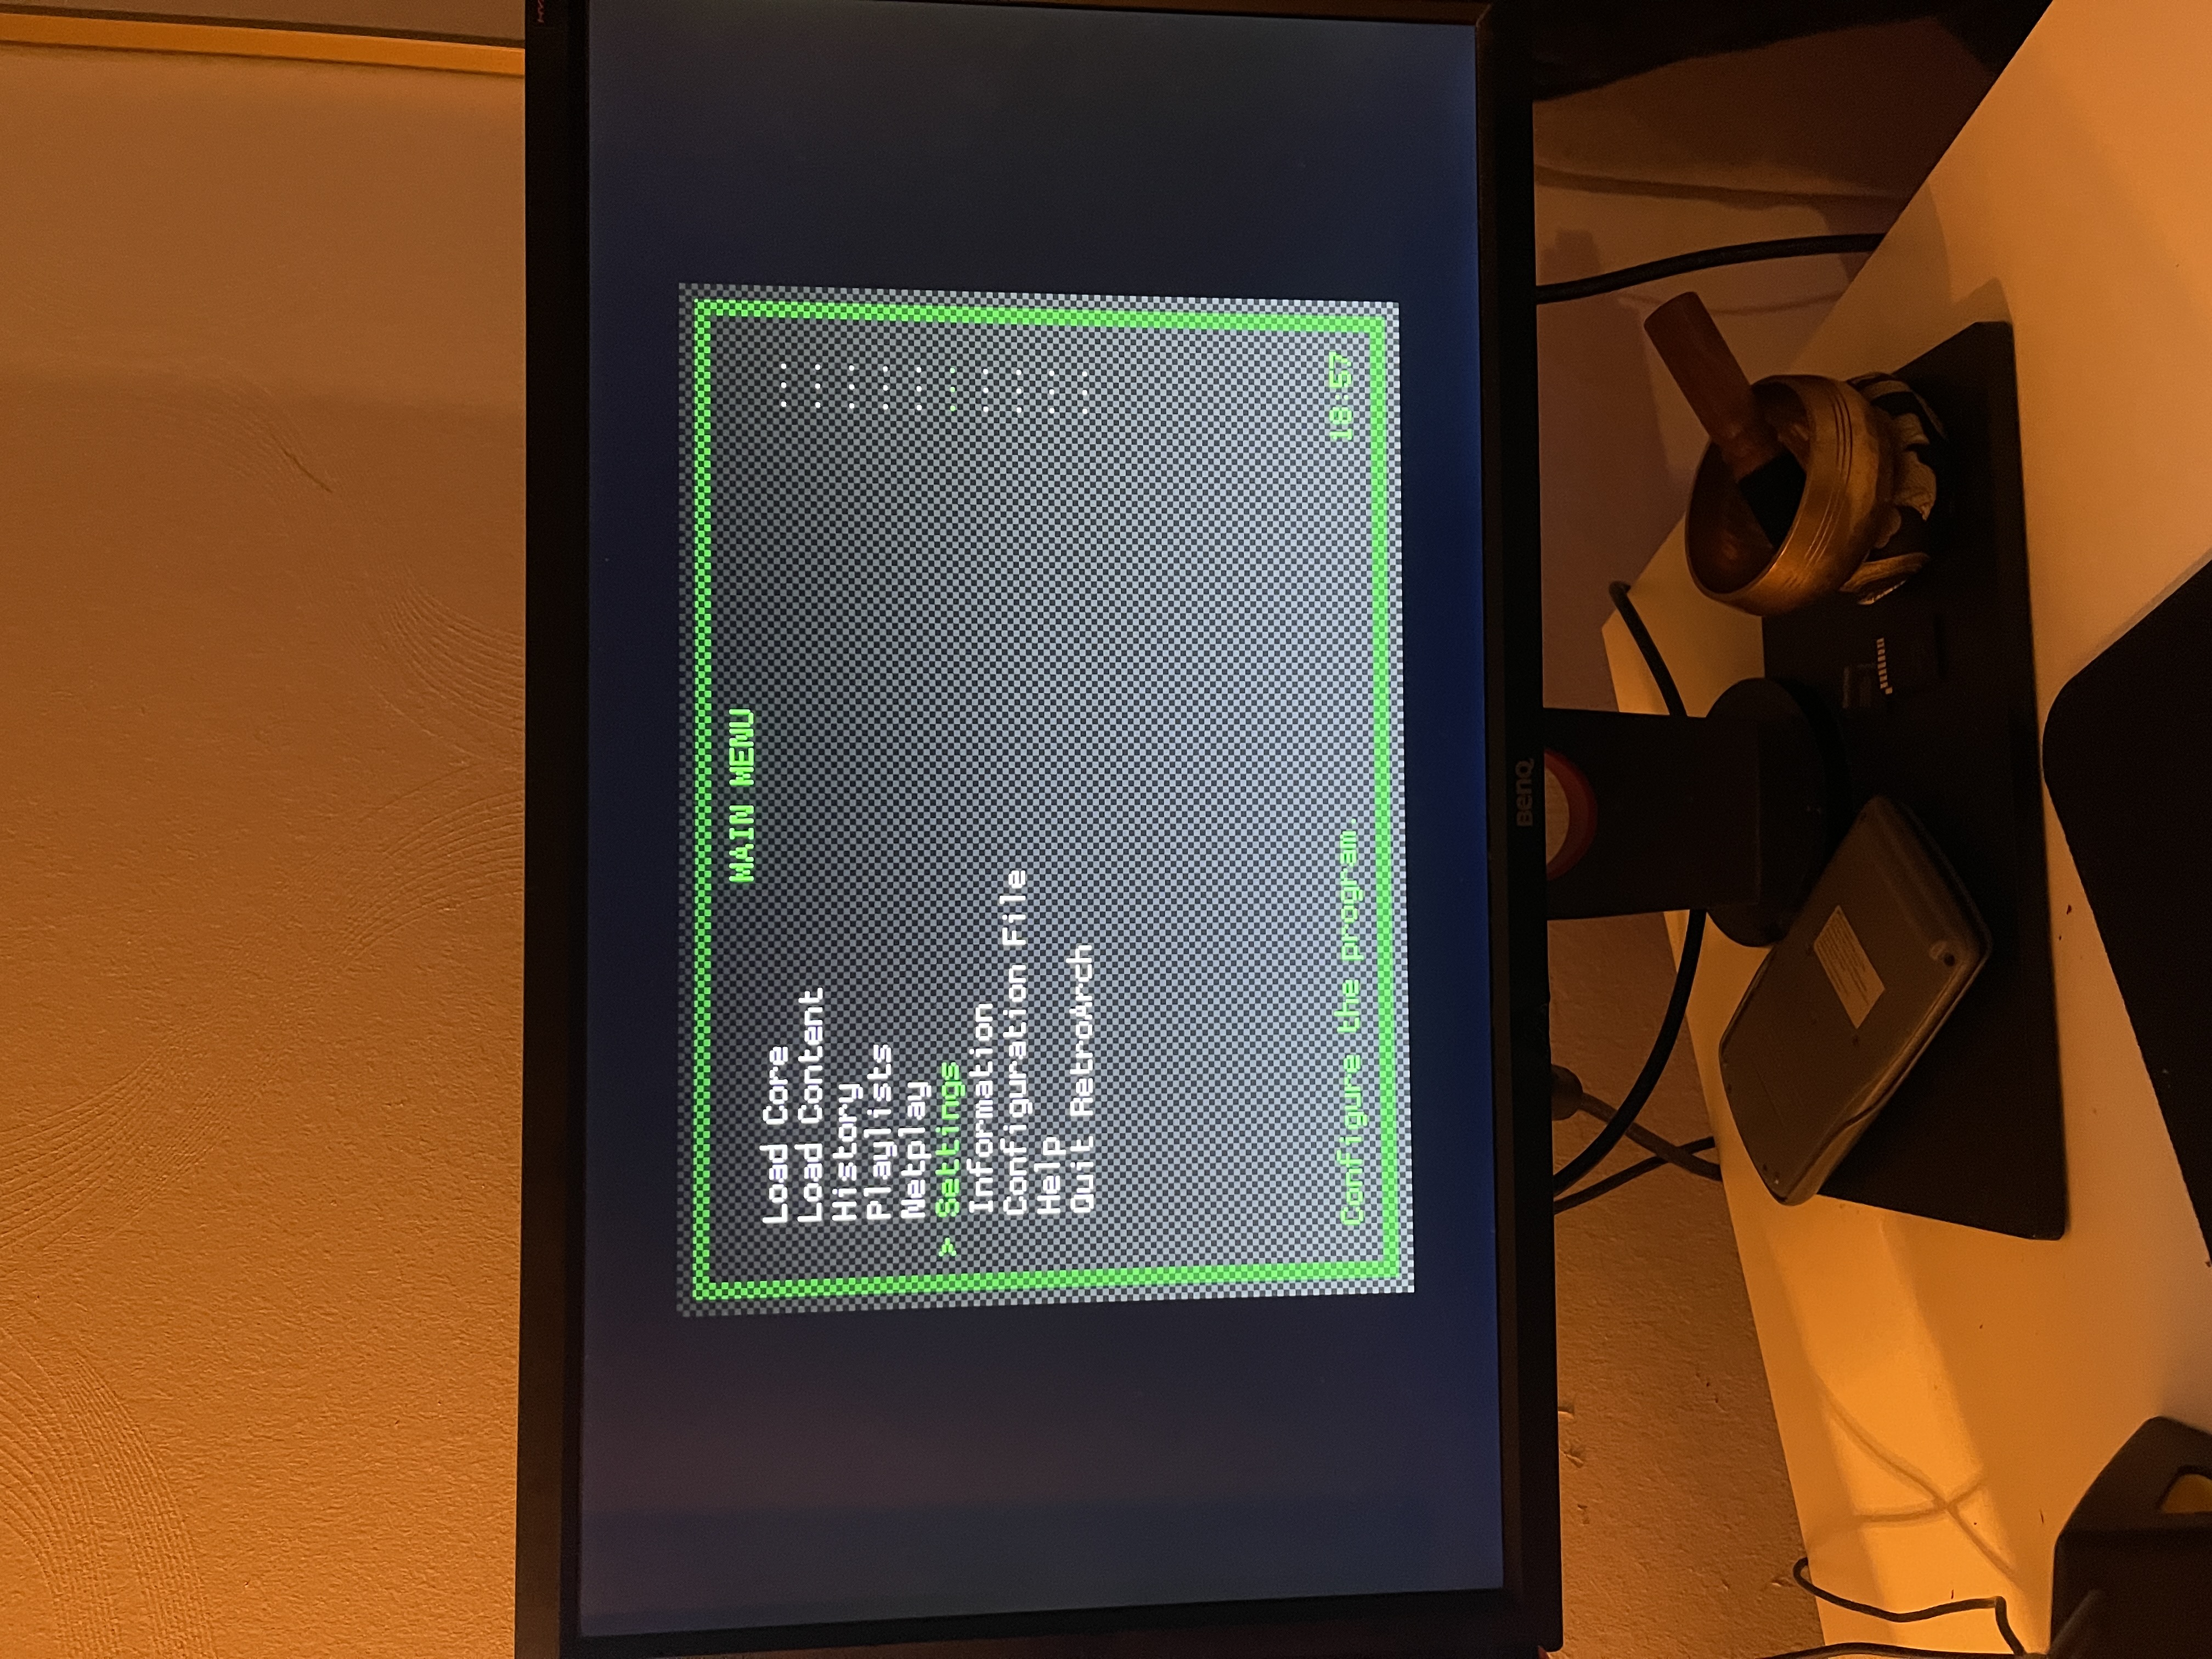 MAIN MENU
Load Core ...
Load Content ...
History ...
Playlists ...
Netplay ...
> Settings ...
Information ...
Configuration File ...
Help ...
Quit RetroArch ...
Configure the program. 18:57
BenQ